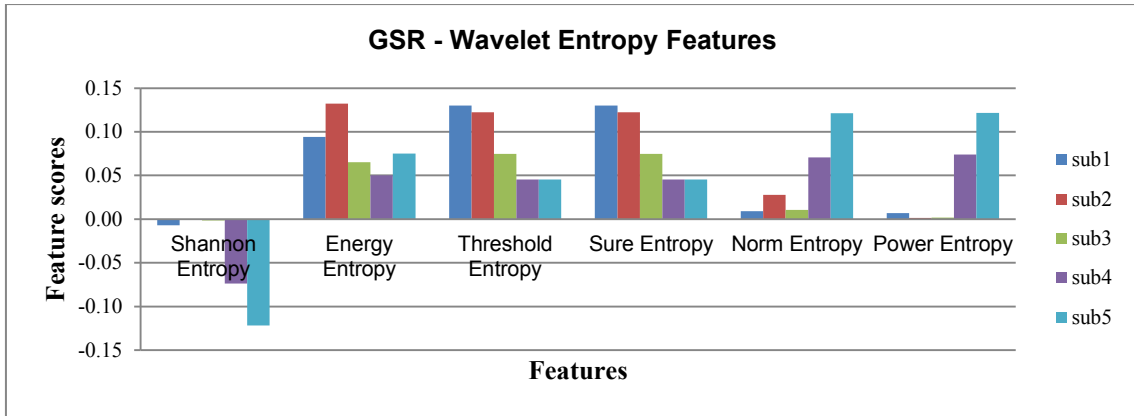 GSR - Wavelet Entropy Features
Feature scores
0.15
0.10
0.05
0.00
-0.05
-0.10
-0.15
Shannon
Entropy
Energy
Entropy
Threshold
Entropy
Sure Entropy
Norm Entropy
Power Entropy
Features
sub1
sub2
sub3
sub4
sub5